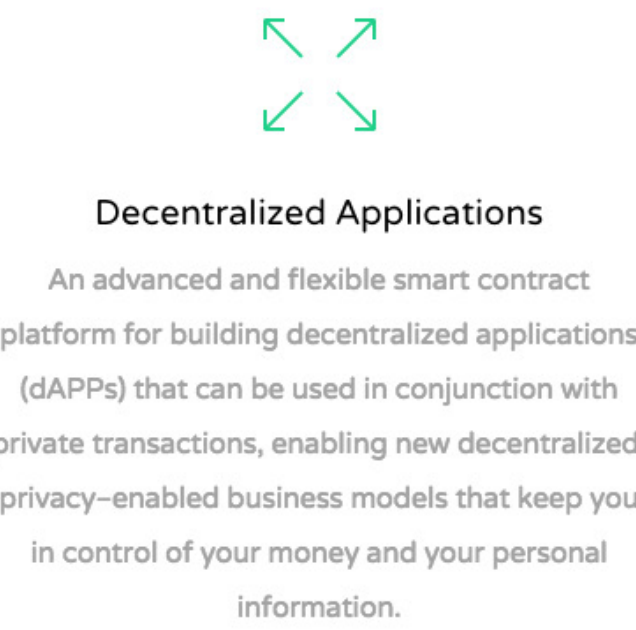 Decentralized Applications
An advanced and flexible smart contract
platform for building decentralized applications
(dAPPs) that can be used in conjunction with
private transactions, enabling new decentralized
privacy–enabled business models that keep you
in control of your money and your personal
information.